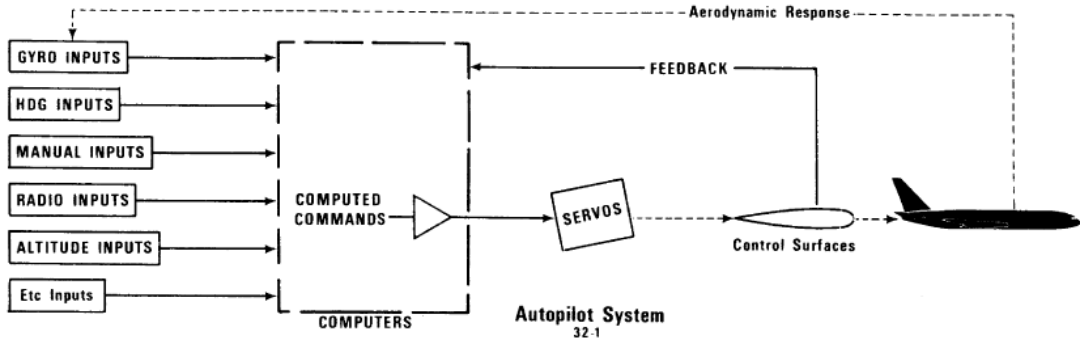 Aerodynamic Response
GYRO INPUTS
FEEDBACK
HDG INPUTS
MANUAL INPUTS
RADIO INPUTS
COMPUTED
COMMANDS
SERVOS
ALTITUDE INPUTS
Control Surfaces
Etc Inputs
COMPUTERS
Autopilot System
32-1